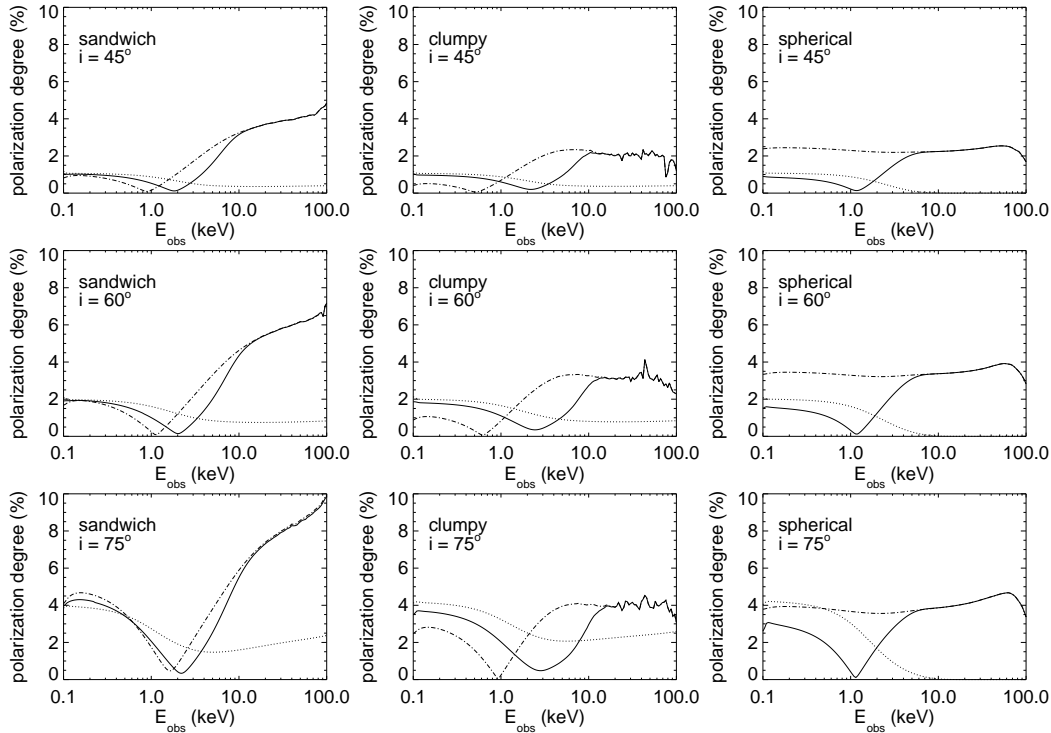 polarization degree (%)
10
8
6
4
2
0
sandwich
i = 45°
0.1 1.0 10.0 100.0
E_obs (keV)
polarization degree (%)
10
8
6
4
2
0
clumpy
i = 45°
0.1 1.0 10.0 100.0
E_obs (keV)
polarization degree (%)
10
8
6
4
2
0
spherical
i = 45°
0.1 1.0 10.0 100.0
E_obs (keV)
polarization degree (%)
10
8
6
4
2
0
sandwich
i = 60°
0.1 1.0 10.0 100.0
E_obs (keV)
polarization degree (%)
10
8
6
4
2
0
clumpy
i = 60°
0.1 1.0 10.0 100.0
E_obs (keV)
polarization degree (%)
10
8
6
4
2
0
spherical
i = 60°
0.1 1.0 10.0 100.0
E_obs (keV)
polarization degree (%)
10
8
6
4
2
0
sandwich
i = 75°
0.1 1.0 10.0 100.0
E_obs (keV)
polarization degree (%)
10
8
6
4
2
0
clumpy
i = 75°
0.1 1.0 10.0 100.0
E_obs (keV)
polarization degree (%)
10
8
6
4
2
0
spherical
i = 75°
0.1 1.0 10.0 100.0
E_obs (keV)